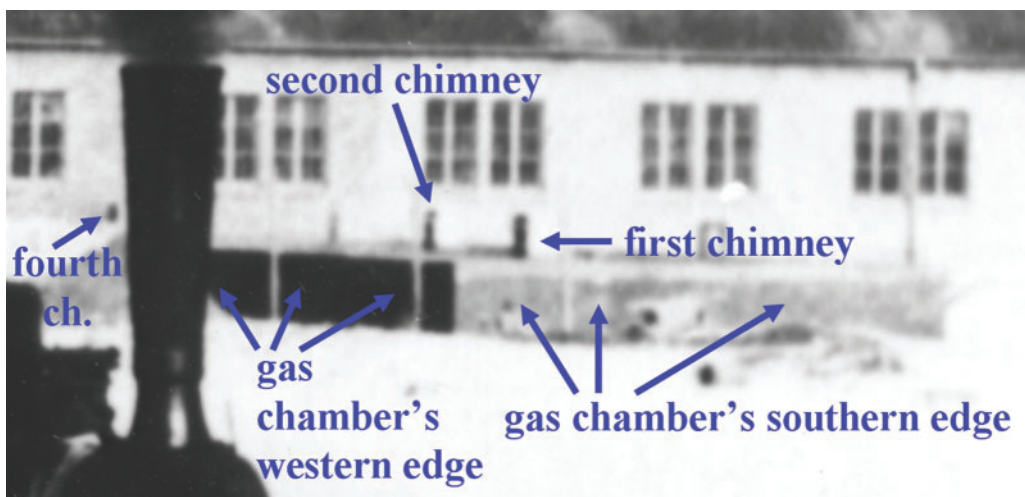 second chimney
first chimney
fourth
ch.
gas
chamber's
western edge
gas chamber's southern edge